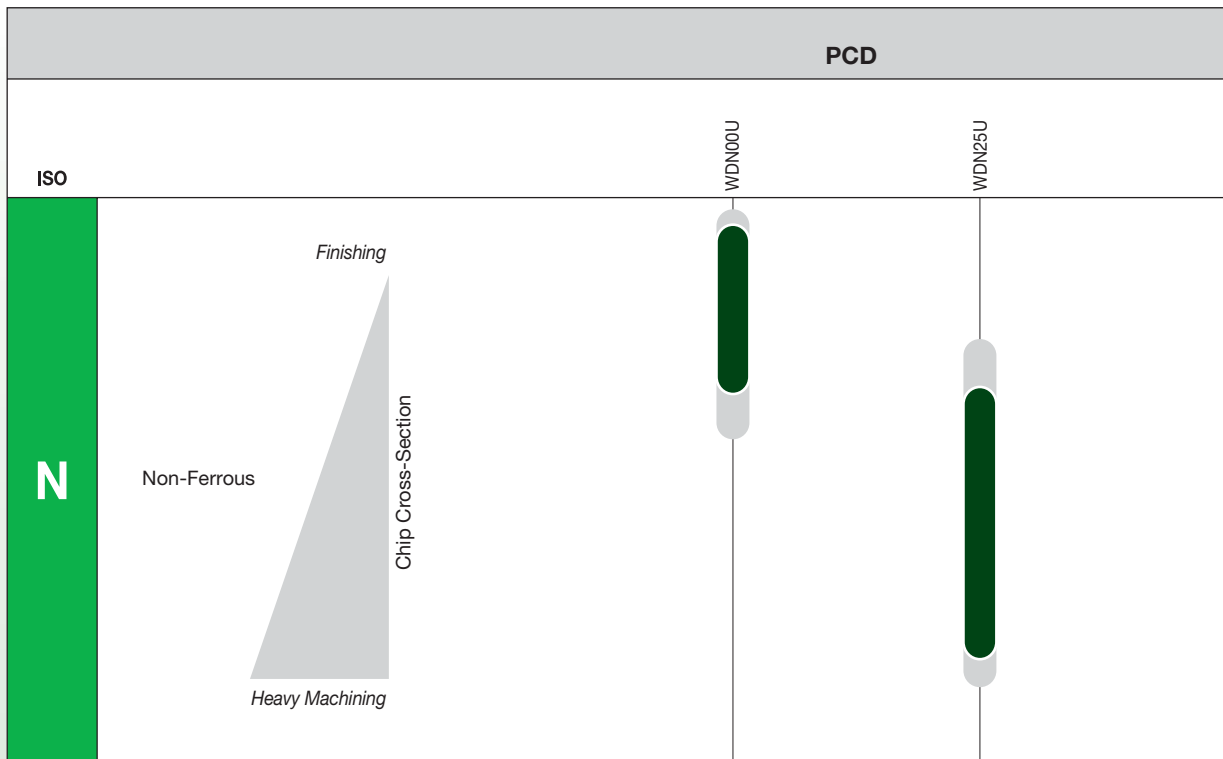 PCD
ISO
WDN00U
WDN25U
N
Non-Ferrous
Finishing
Chip Cross-Section
Heavy Machining